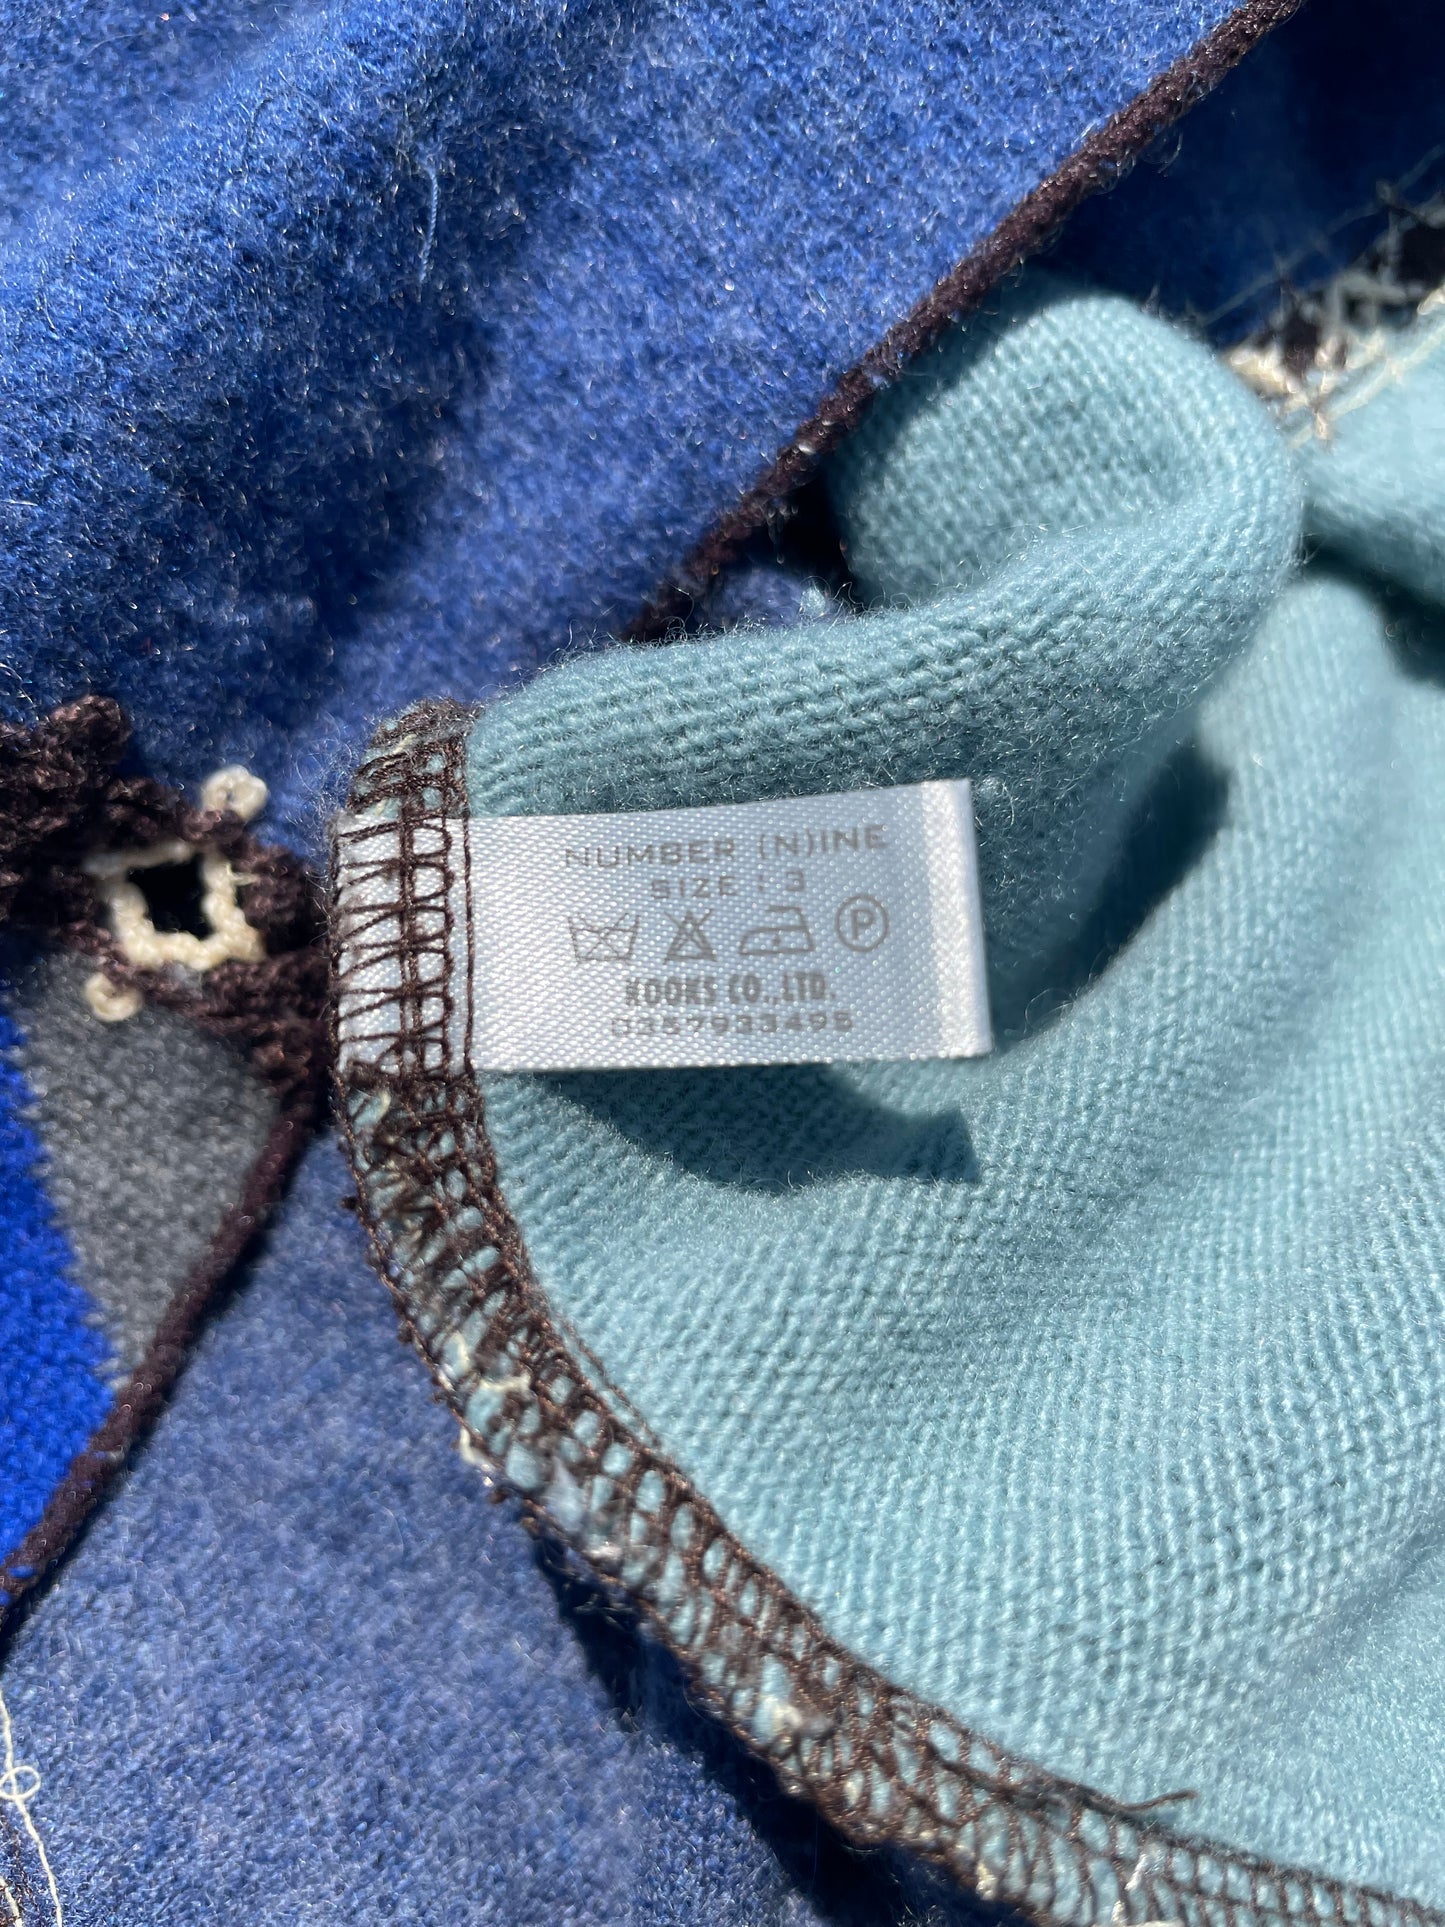 NUMBER (N)INE
SIZE : 3
P
KOOKS CO.,LTD.
0357933495